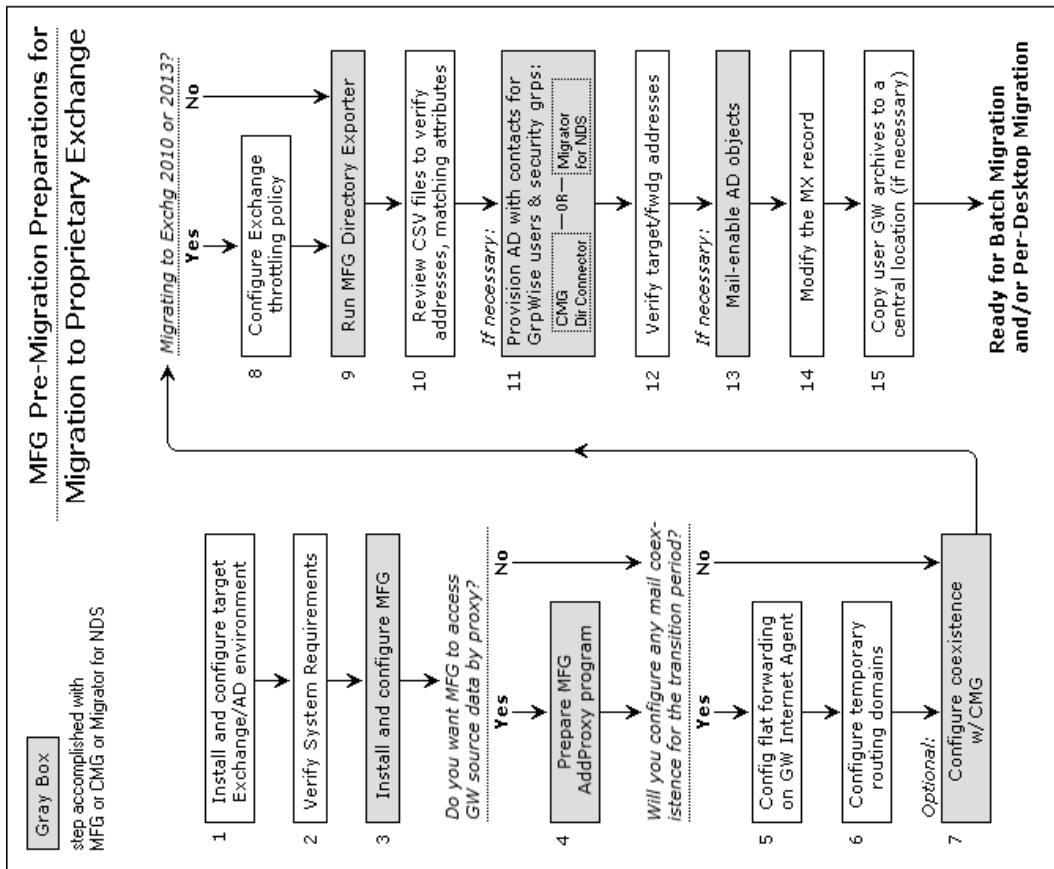 MFG Pre-Migration Preparations for
Migration to Proprietary Exchange
Gray Box
step accomplished with
MFG or CMG or Migrator for NDS
1
Install and configure target
Exchange/AD environment
2
Verify System Requirements
3
Install and configure MFG
Do you want MFG to access
GW source data by proxy?
Yes
No
4
Prepare MFG
AddProxy program
Will you configure any mail coex-
istence for the transition period?
Yes
No
5
Config flat forwarding
on GW Internet Agent
6
Configure temporary
routing domains
Optional:
7
Configure coexistence
w/CMG
Migrating to Exchg 2010 or 2013?
Yes
No
8
Configure Exchange
throttling policy
9
Run MFG Directory Exporter
10
Review CSV files to verify
addresses, matching attributes
If necessary:
11
Provision AD with contacts for
GrpWise users & security grps:
CMG
Dir Connector
—OR—
Migrator
for NDS
12
Verify target/fwdg addresses
If necessary:
13
Mail-enable AD objects
14
Modify the MX record
15
Copy user GW archives to a
central location (if necessary)
Ready for Batch Migration
and/or Per-Desktop Migration